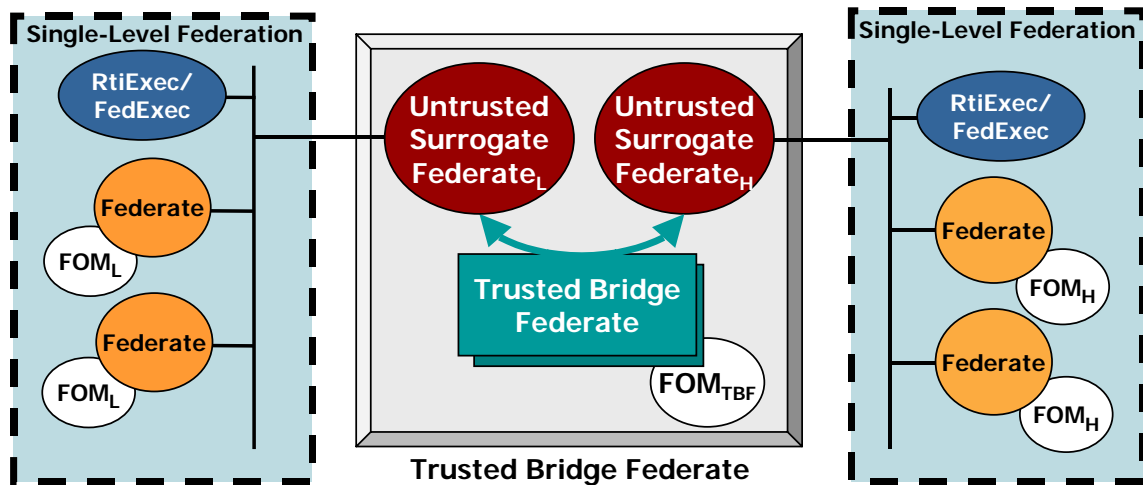 Single-Level Federation
RtiExec/
FedExec
Federate
FOML
Federate
FOML
Untrusted
Surrogate
FederateL
Untrusted
Surrogate
FederateH
Trusted Bridge
Federate
FOMTBF
Trusted Bridge Federate
Single-Level Federation
RtiExec/
FedExec
Federate
FOMH
Federate
FOMH